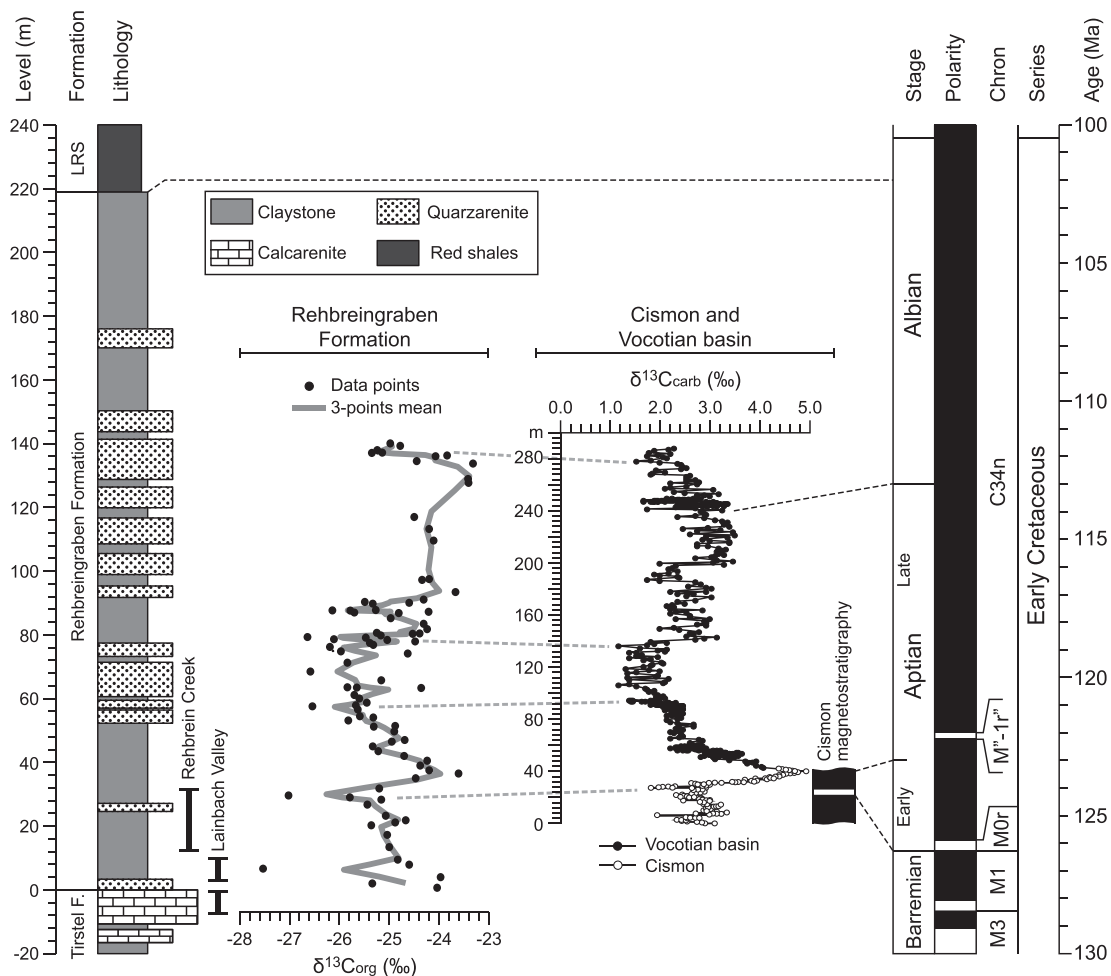 Level (m)
Formation
Lithology
Stage
Polarity
Chron
Series
Age (Ma)
240
220
200
180
160
140
120
100
80
60
40
20
0
-20
LRS
Rehbreingraben Formation
Tirstel F.
Claystone
Quarzarenite
Calcarenite
Red shales
Rehbrein Creek
Lainbach Valley
Rehbreingraben
Formation
Data points
3-points mean
-28
-27
-26
-25
-24
-23
δ13Corg (‰)
Cismon and
Vocotian basin
δ13Ccarb (‰)
0.0
1.0
2.0
3.0
4.0
5.0
m
280
240
200
160
120
80
40
0
Vocotian basin
Cismon
Cismon
magnetostratigraphy
Albian
Late
Aptian
Early
Barremian
C34n
M"-1r"
M0r
M1
M3
Early Cretaceous
100
105
110
115
120
125
130